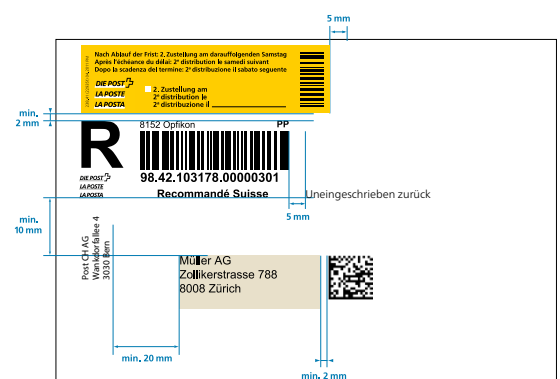 5 mm
Nach Ablauf der Frist: 2. Zustellung am darauffolgenden Samstag
Après l'échéance du délai: 2e distribution le samedi suivant
Dopo la scadenza del termine: 2a distribuzione il sabato seguente
DIE POST
LA POSTE
LA POSTA
2. Zustellung am
2e distribution le
2a distribuzione il
min.
2 mm
8152 Opfikon PP
R
DIE POST
LA POSTE
LA POSTA
98.42.103178.00000301
Recommandé Suisse
Uneingeschrieben zurück
5 mm
min.
10 mm
Post CH AG
Wankdorfallee 4
3030 Bern
Müller AG
Zollikerstrasse 788
8008 Zürich
min. 20 mm
min. 2 mm